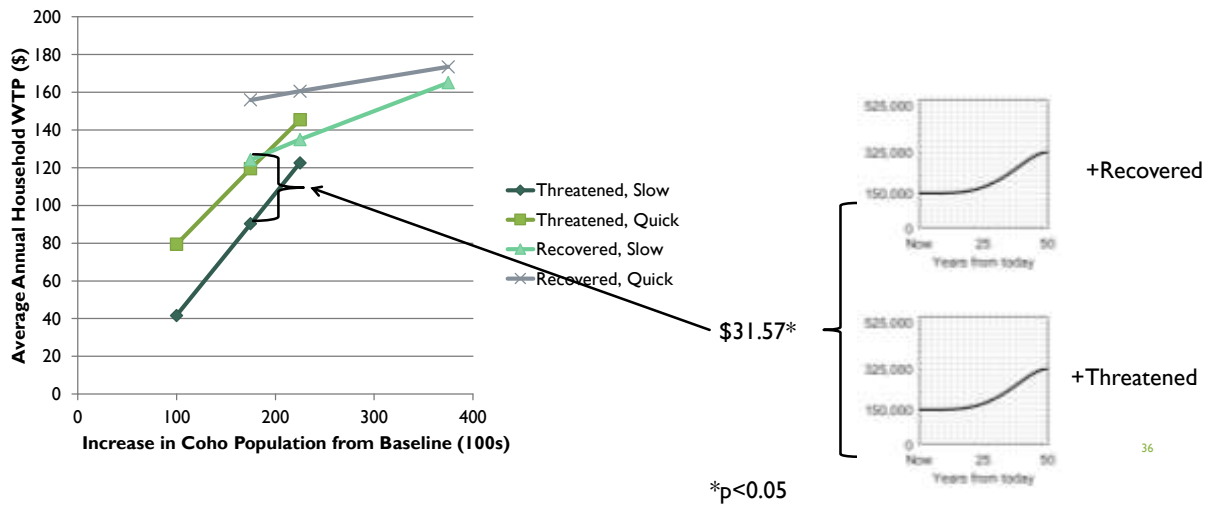 200
180
160
140
120
100
80
60
40
20
0
Average Annual Household WTP ($)
0 100 200 300 400
Increase in Coho Population from Baseline (100s)
Threatened, Slow
Threatened, Quick
Recovered, Slow
Recovered, Quick
$31.57*
*p<0.05
525,000
325,000
150,000
0
Now 25 50
Years from today
+Recovered
525,000
325,000
150,000
0
Now 25 50
Years from today
+Threatened
36